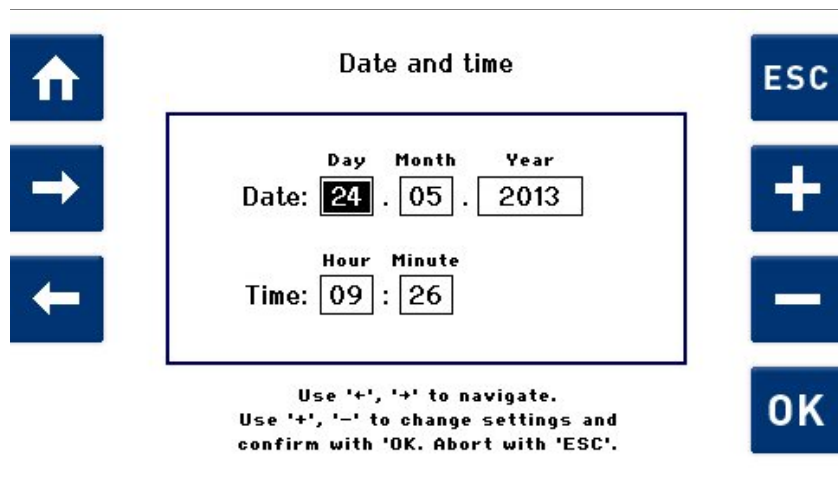 Date and time
ESC
Day Month Year
Date: 24 . 05 . 2013
Hour Minute
Time: 09 : 26
Use '←', '→' to navigate.
Use '+', '−' to change settings and
confirm with 'OK. Abort with 'ESC'.
OK